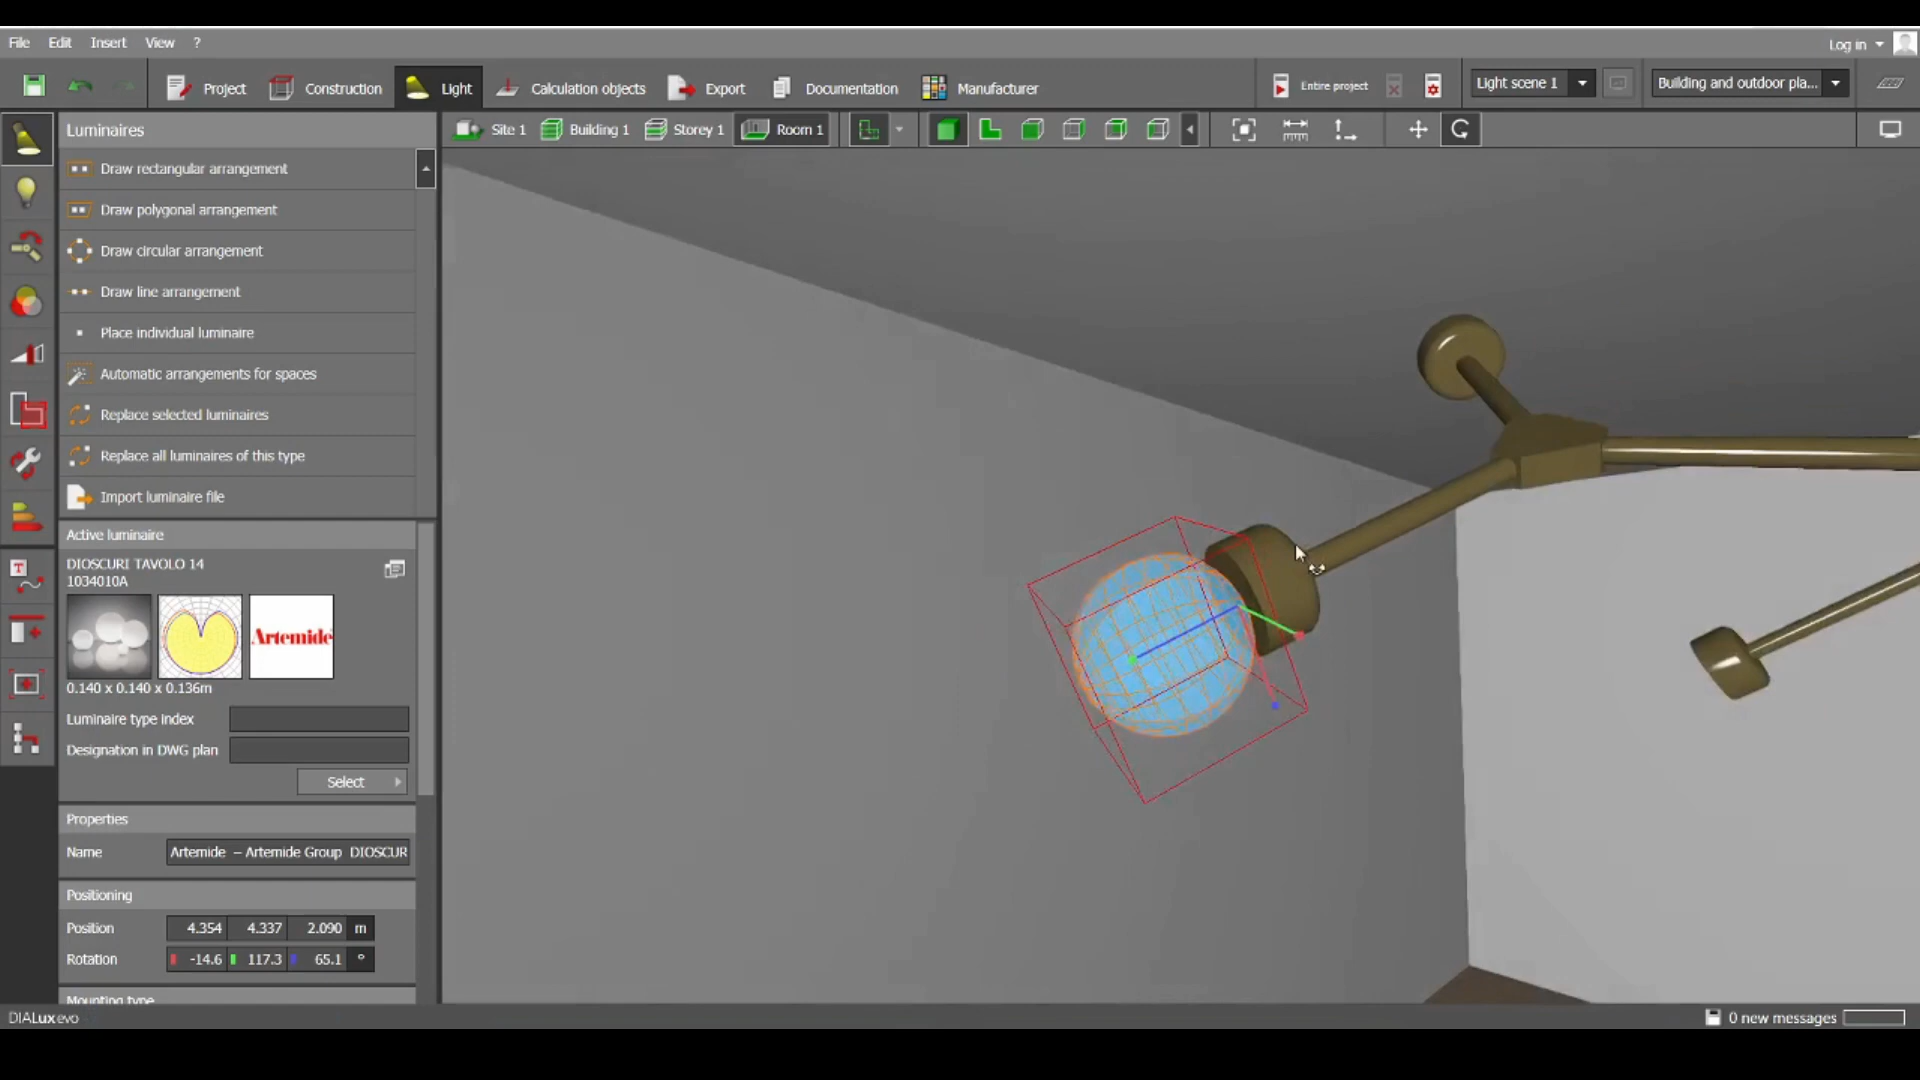 File Edit Insert View ?
Log in
Project Construction Light Calculation objects Export Documentation Manufacturer
Entire project
Light scene 1
Building and outdoor pla...
Luminaires
Site 1 Building 1 Storey 1 Room 1
Draw rectangular arrangement
Draw polygonal arrangement
Draw circular arrangement
Draw line arrangement
Place individual luminaire
Automatic arrangements for spaces
Replace selected luminaires
Replace all luminaires of this type
Import luminaire file
Active luminaire
DIOSCURI TAVOLO 14
1034010A
Artemide
0.140 x 0.140 x 0.136m
Luminaire type index
Designation in DWG plan
Select
Properties
Name Artemide – Artemide Group DIOSCUR
Positioning
Position 4.354 4.337 2.090 m
Rotation -14.6 117.3 65.1 °
Mounting type
DIALux evo
0 new messages